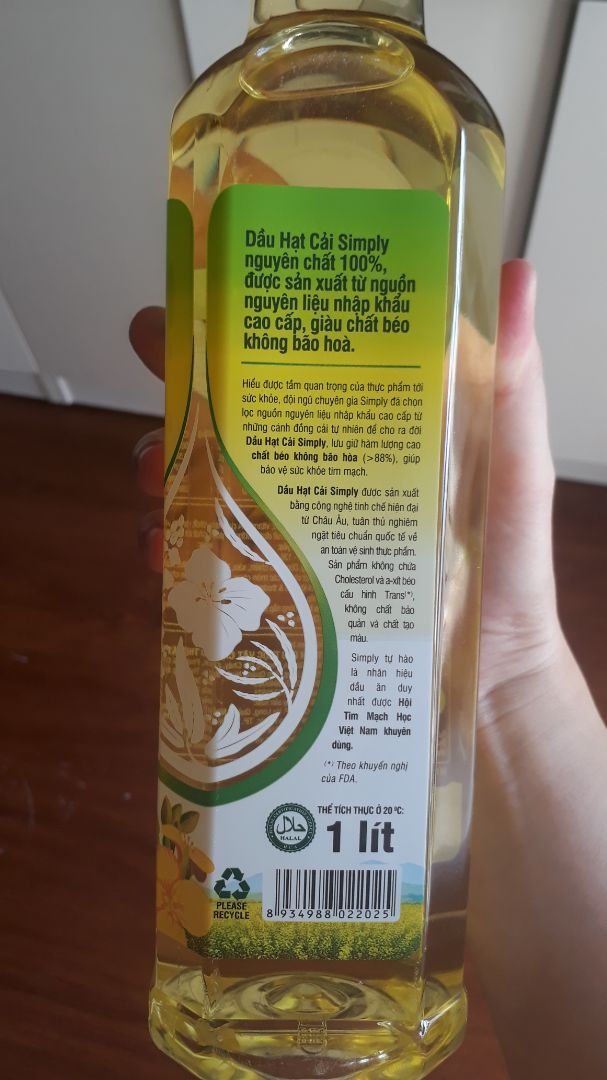 Dầu Hạt Cải Simply
nguyên chất 100%,
được sản xuất từ nguồn
nguyên liệu nhập khẩu
cao cấp, giàu chất béo
không bão hoà.
Hiểu được tầm quan trọng của thực phẩm tới
sức khỏe, đội ngũ chuyên gia Simply đã chọn
lọc nguồn nguyên liệu nhập khẩu cao cấp từ
những cánh đồng cải tự nhiên để cho ra đời
Dầu Hạt Cải Simply, lưu giữ hàm lượng cao
chất béo không bão hòa (>88%), giúp
bảo vệ sức khỏe tim mạch.
Dầu Hạt Cải Simply được sản xuất
bằng công nghệ tinh chế hiện đại
từ Châu Âu, tuân thủ nghiêm
ngặt tiêu chuẩn quốc tế về
an toàn vệ sinh thực phẩm.
Sản phẩm không chứa
Cholesterol và a-xít béo
cấu hình Trans(*),
không chất bảo
quản và chất tạo
màu.
Simply tự hào
là nhãn hiệu
dầu ăn duy
nhất được Hội
Tim Mạch Học
Việt Nam khuyên
dùng.
(*) Theo khuyến nghị
của FDA.
THỂ TÍCH THỰC Ở 20 ºC:
1 lít
حلال
HALAL
PLEASE
RECYCLE
8 934988 022025